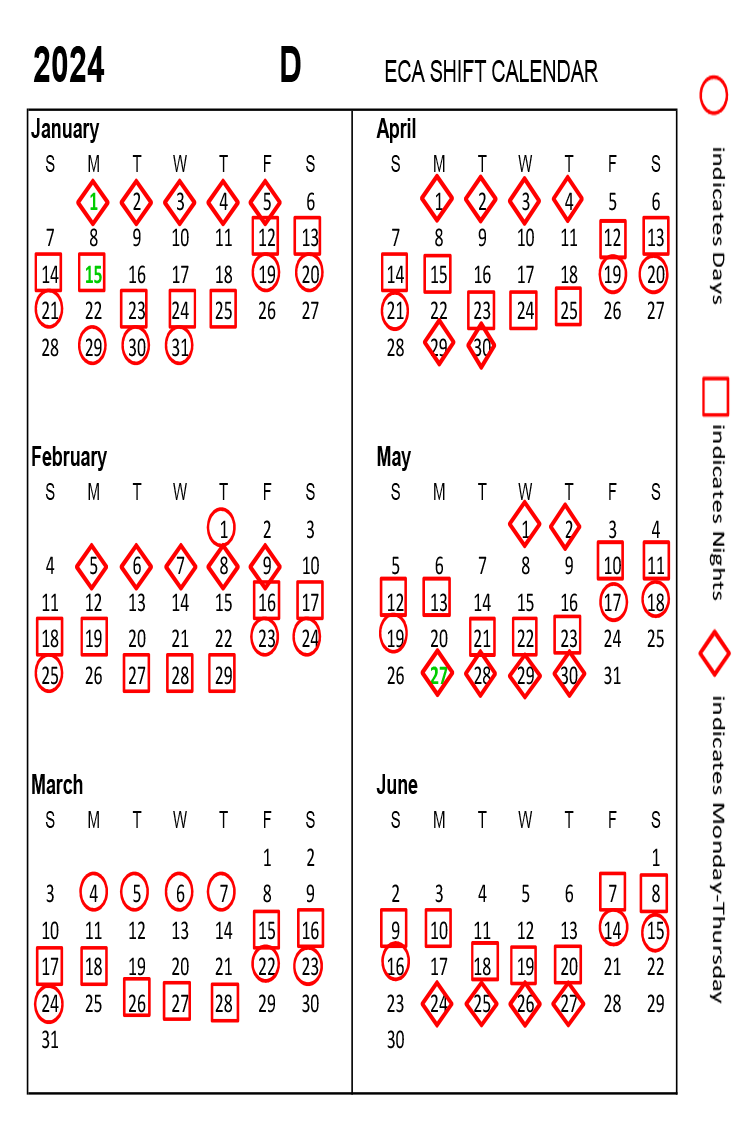 2024 D ECA SHIFT CALENDAR
January
S M T W T F S
1 2 3 4 5 6
7 8 9 10 11 12 13
14 15 16 17 18 19 20
21 22 23 24 25 26 27
28 29 30 31
February
S M T W T F S
1 2 3
4 5 6 7 8 9 10
11 12 13 14 15 16 17
18 19 20 21 22 23 24
25 26 27 28 29
March
S M T W T F S
1 2
3 4 5 6 7 8 9
10 11 12 13 14 15 16
17 18 19 20 21 22 23
24 25 26 27 28 29 30
31
April
S M T W T F S
1 2 3 4 5 6
7 8 9 10 11 12 13
14 15 16 17 18 19 20
21 22 23 24 25 26 27
28 29 30
May
S M T W T F S
1 2 3 4
5 6 7 8 9 10 11
12 13 14 15 16 17 18
19 20 21 22 23 24 25
26 27 28 29 30 31
June
S M T W T F S
1
2 3 4 5 6 7 8
9 10 11 12 13 14 15
16 17 18 19 20 21 22
23 24 25 26 27 28 29
30
indicates Days
indicates Nights
indicates Monday-Thursday